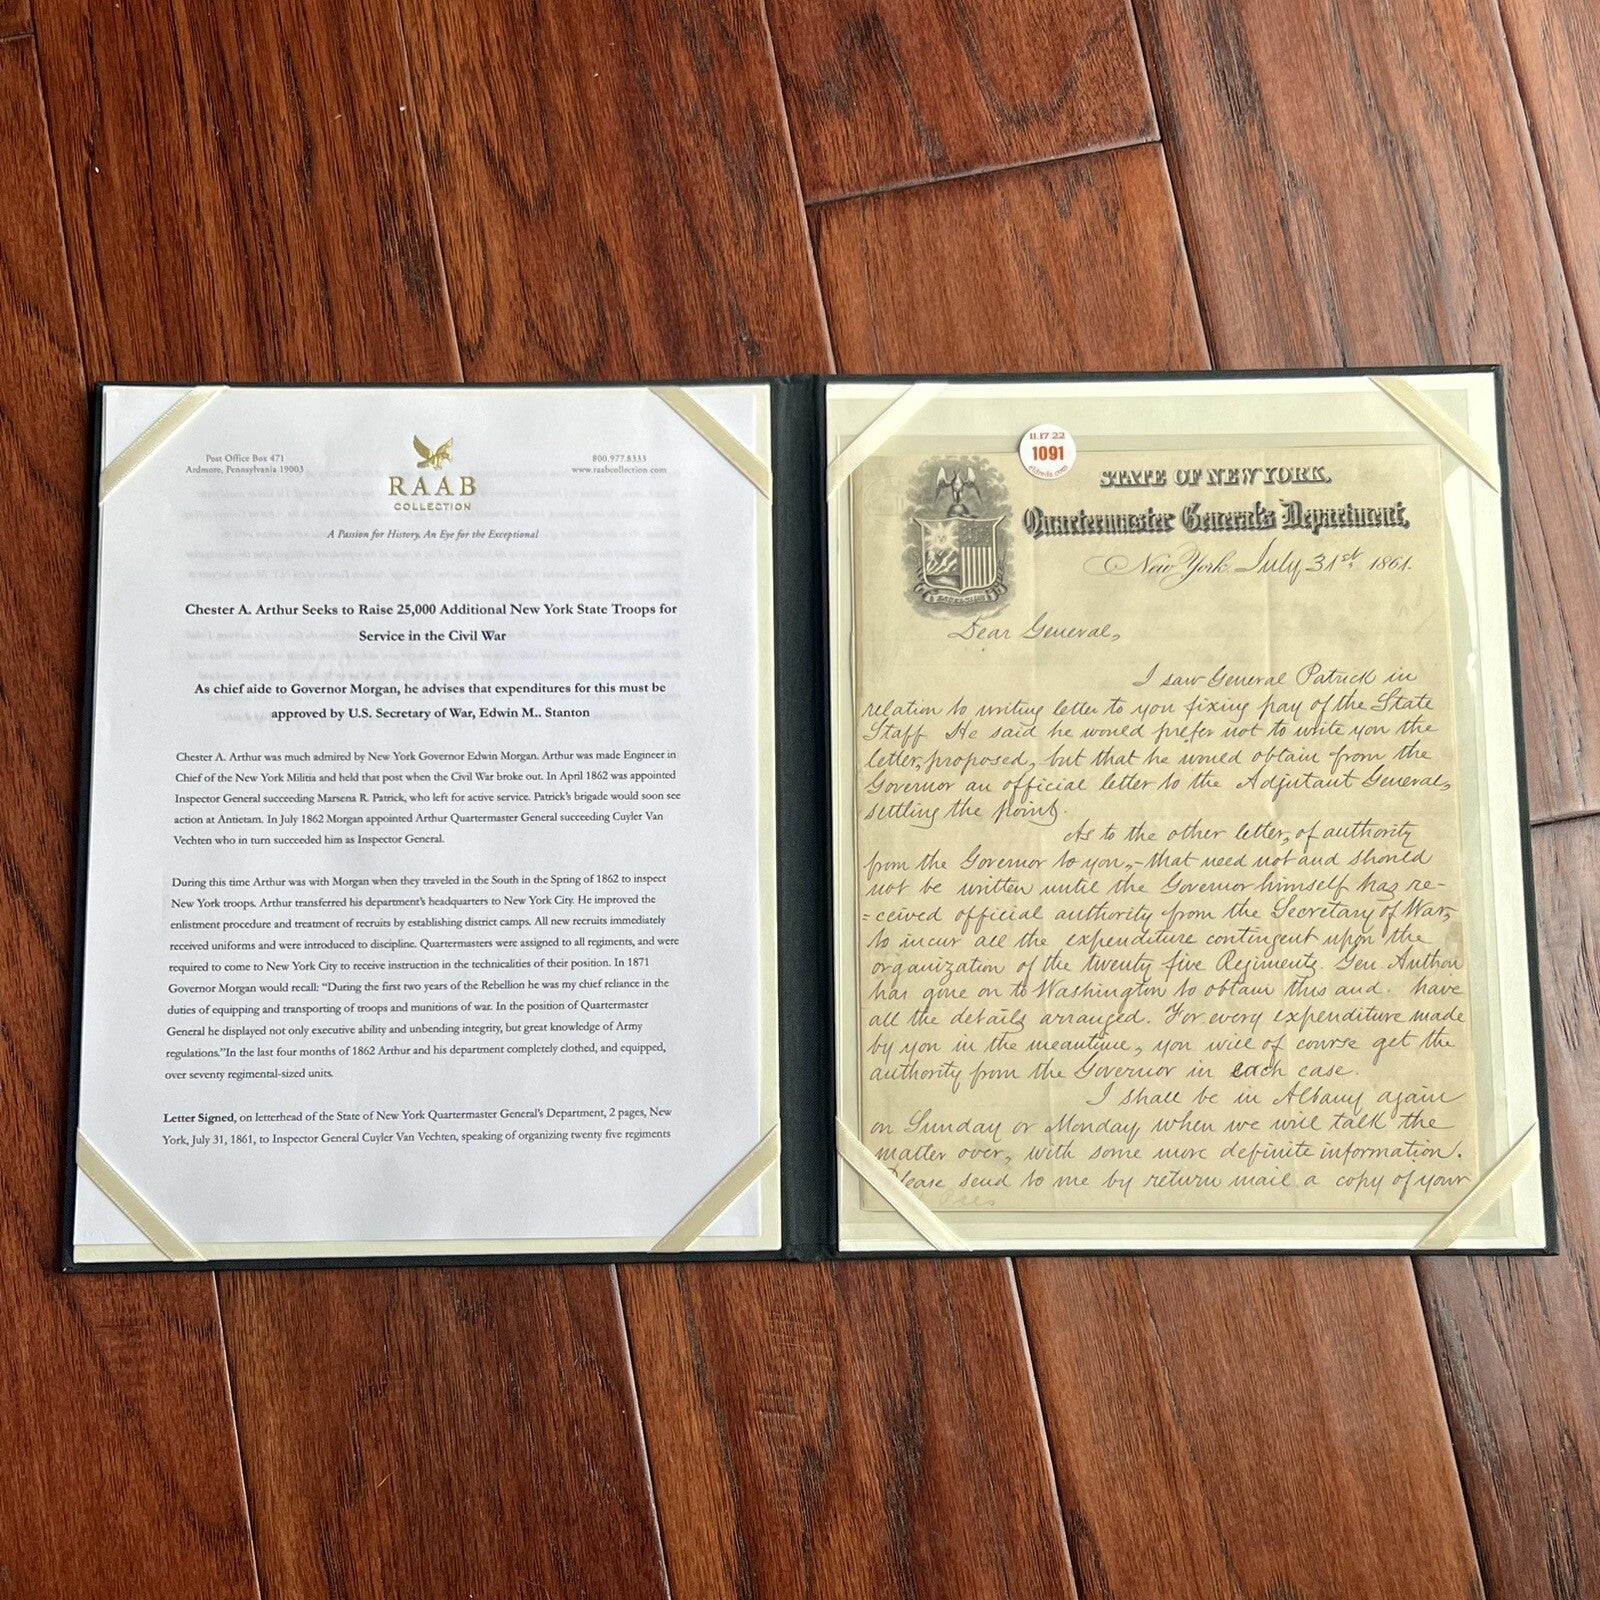 Post Office Box 471
Ardmore, Pennsylvania 19003
RAAB
COLLECTION
800.977.8333
www.raabcollection.com
A Passion for History, An Eye for the Exceptional
Chester A. Arthur Seeks to Raise 25,000 Additional New York State Troops for
Service in the Civil War
As chief aide to Governor Morgan, he advises that expenditures for this must be
approved by U.S. Secretary of War, Edwin M.. Stanton
Chester A. Arthur was much admired by New York Governor Edwin Morgan. Arthur was made Engineer in
Chief of the New York Militia and held that post when the Civil War broke out. In April 1862 was appointed
Inspector General succeeding Marsena R. Patrick, who left for active service. Patrick's brigade would soon see
action at Antietam. In July 1862 Morgan appointed Arthur Quartermaster General succeeding Cuyler Van
Vechten who in turn succeeded him as Inspector General.
During this time Arthur was with Morgan when they traveled in the South in the Spring of 1862 to inspect
New York troops. Arthur transferred his department's headquarters to New York City. He improved the
enlistment procedure and treatment of recruits by establishing district camps. All new recruits immediately
received uniforms and were introduced to discipline. Quartermasters were assigned to all regiments, and were
required to come to New York City to receive instruction in the technicalities of their position. In 1871
Governor Morgan would recall: “During the first two years of the Rebellion he was my chief reliance in the
duties of equipping and transporting of troops and munitions of war. In the position of Quartermaster
General he displayed not only executive ability and unbending integrity, but great knowledge of Army
regulations.”In the last four months of 1862 Arthur and his department completely clothed, and equipped,
over seventy regimental-sized units.
Letter Signed, on letterhead of the State of New York Quartermaster General's Department, 2 pages, New
York, July 31, 1861, to Inspector General Cuyler Van Vechten, speaking of organizing twenty five regiments
11.17 22
1091
eldreds.com
STATE OF NEW YORK.
Quartermaster General's Department,
New York July 31st 1861.
EXCELSIOR
Dear General,
I saw General Patrick in
relation to writing letter to you fixing pay of the State
Staff. He said he would prefer not to write you the
letter, proposed, but that he would obtain from the
Governor an official letter to the Adjutant General,
settling the point.
As to the other letter, of authority
from the Governor to you,- that need not and should
not be written until the Governor himself has re-
=ceived official authority from the Secretary of War,
to incur all the expenditure contingent upon the
organization of the twenty five Regiments. Gen. Arthur
has gone on to Washington to obtain this and. have
all the details arranged. For every expenditure made
by you in the meantime, you will of course get the
authority from the Governor in each case.
I shall be in Albany again
on Sunday or Monday when we will talk the
matter over, with some more definite information.
Please send to me by return mail a copy of your